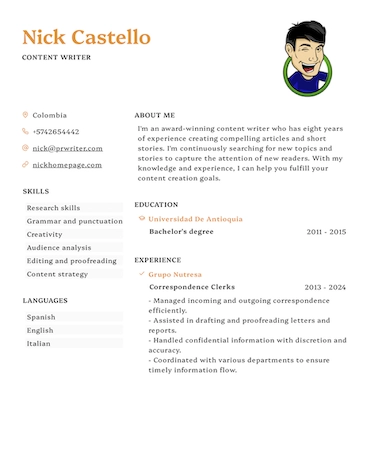 Nick Castello
CONTENT WRITER
Colombia
+5742654442
nick@prwriter.com
nickhomepage.com
SKILLS
Research skills
Grammar and punctuation
Creativity
Audience analysis
Editing and proofreading
Content strategy
LANGUAGES
Spanish
English
Italian
ABOUT ME
I'm an award-winning content writer who has eight years
of experience creating compelling articles and short
stories. I'm continuously searching for new topics and
stories to capture the attention of new readers. With my
knowledge and experience, I can help you fulfill your
content creation goals.
EDUCATION
Universidad De Antioquia
Bachelor's degree 2011 - 2015
EXPERIENCE
Grupo Nutresa
Correspondence Clerks 2013 - 2024
- Managed incoming and outgoing correspondence
efficiently.
- Assisted in drafting and proofreading letters and
reports.
- Handled confidential information with discretion and
accuracy.
- Coordinated with various departments to ensure
timely information flow.